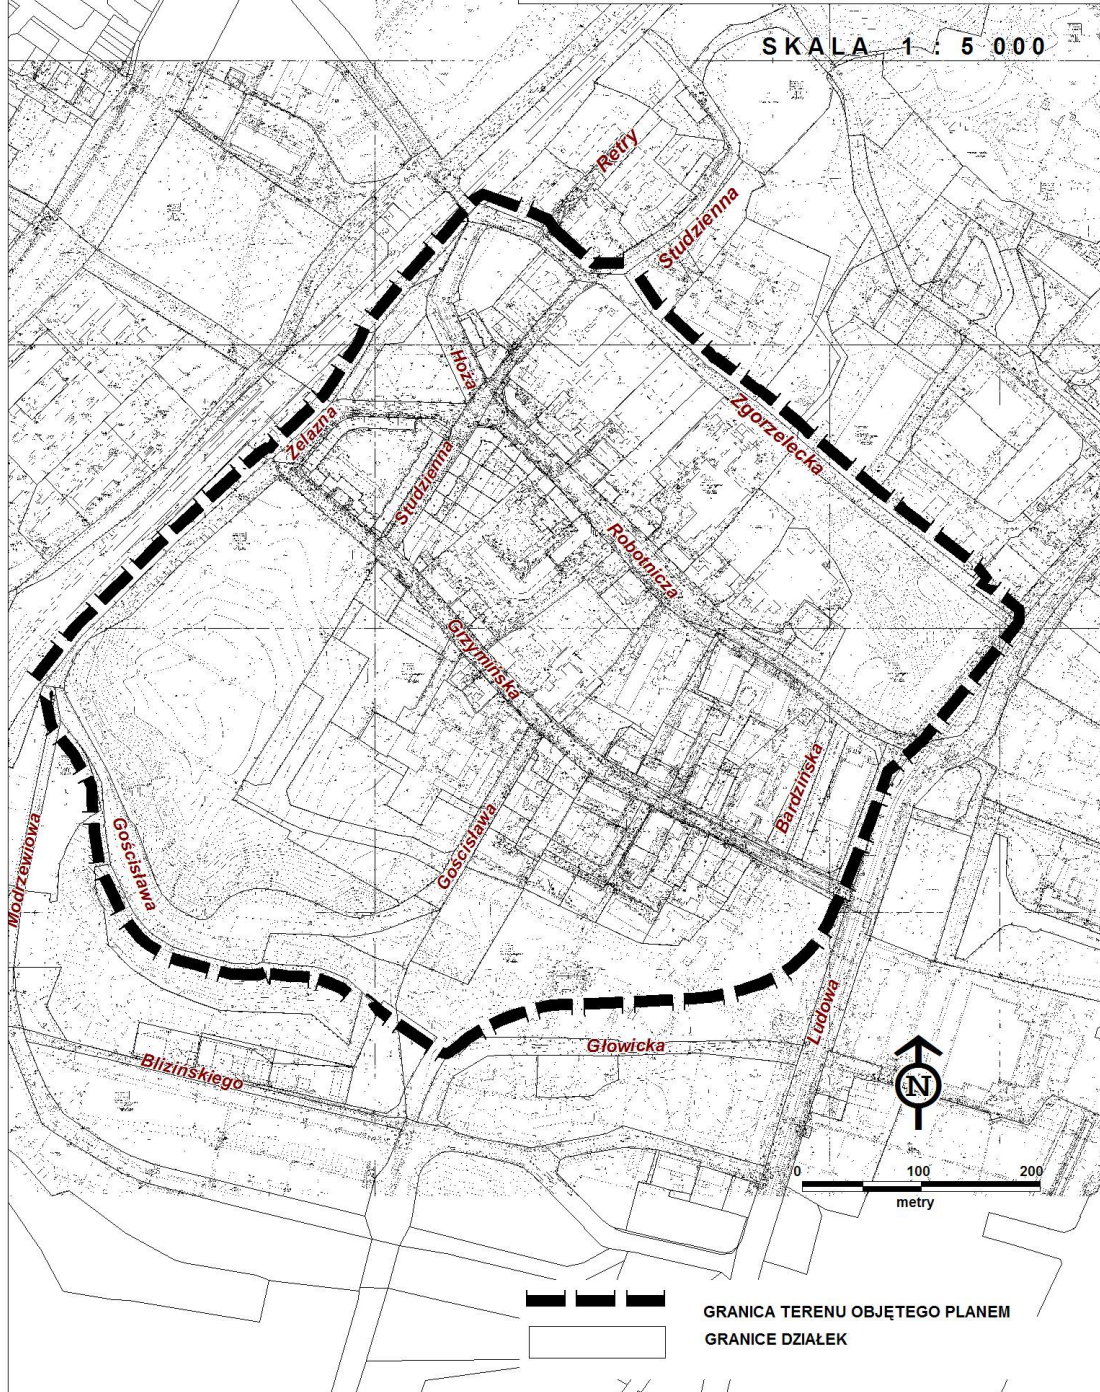 SKALA 1 : 5 000
Retry
Studzienna
Hoża
Żelazna
Zgorzelecka
Studzienna
Robotnicza
Grzymińska
Bardzińska
Gościsława
Gościsława
Modrzewiowa
Ludowa
Głowicka
Blizińskiego
N
0 100 200
metry
GRANICA TERENU OBJĘTEGO PLANEM
GRANICE DZIAŁEK